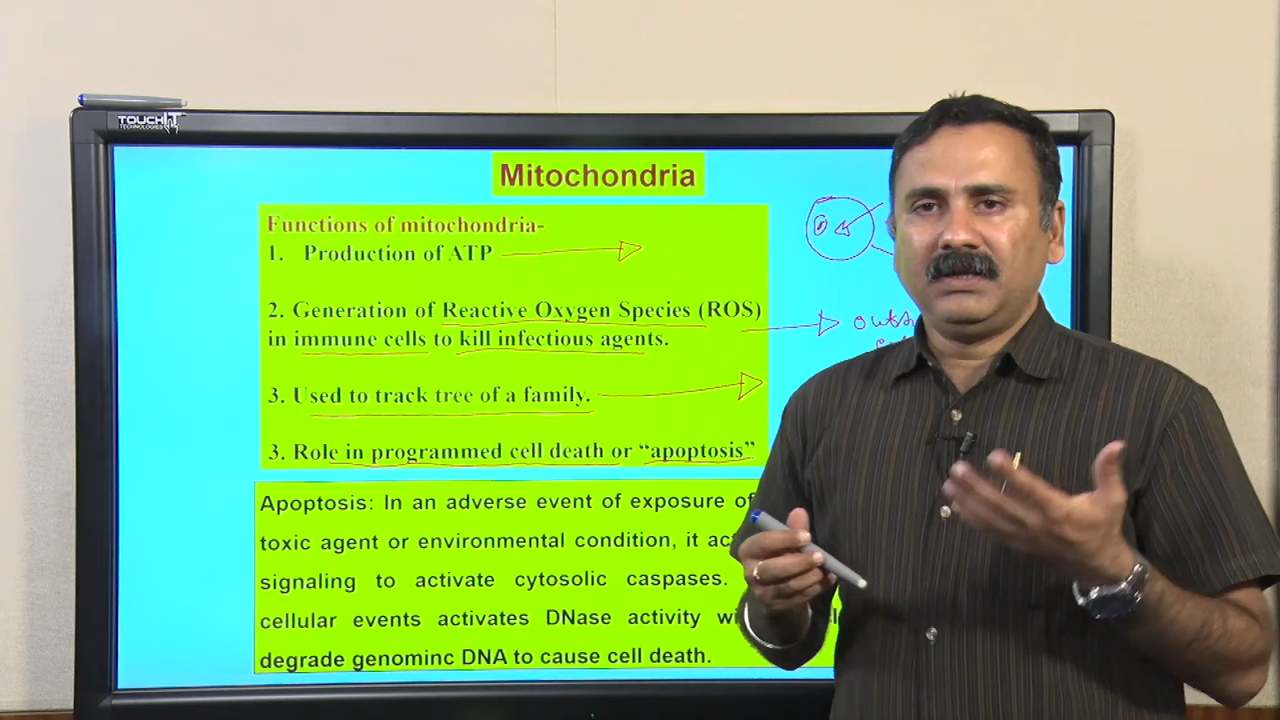 TOUCHIT
TECHNOLOGIES
Mitochondria
Functions of mitochondria-
1. Production of ATP
2. Generation of Reactive Oxygen Species (ROS)
in immune cells to kill infectious agents.
3. Used to track tree of a family.
3. Role in programmed cell death or “apoptosis”
Apoptosis: In an adverse event of exposure of
toxic agent or environmental condition, it
signaling to activate cytosolic caspases.
cellular events activates DNase activity
degrade genominc DNA to cause cell death.